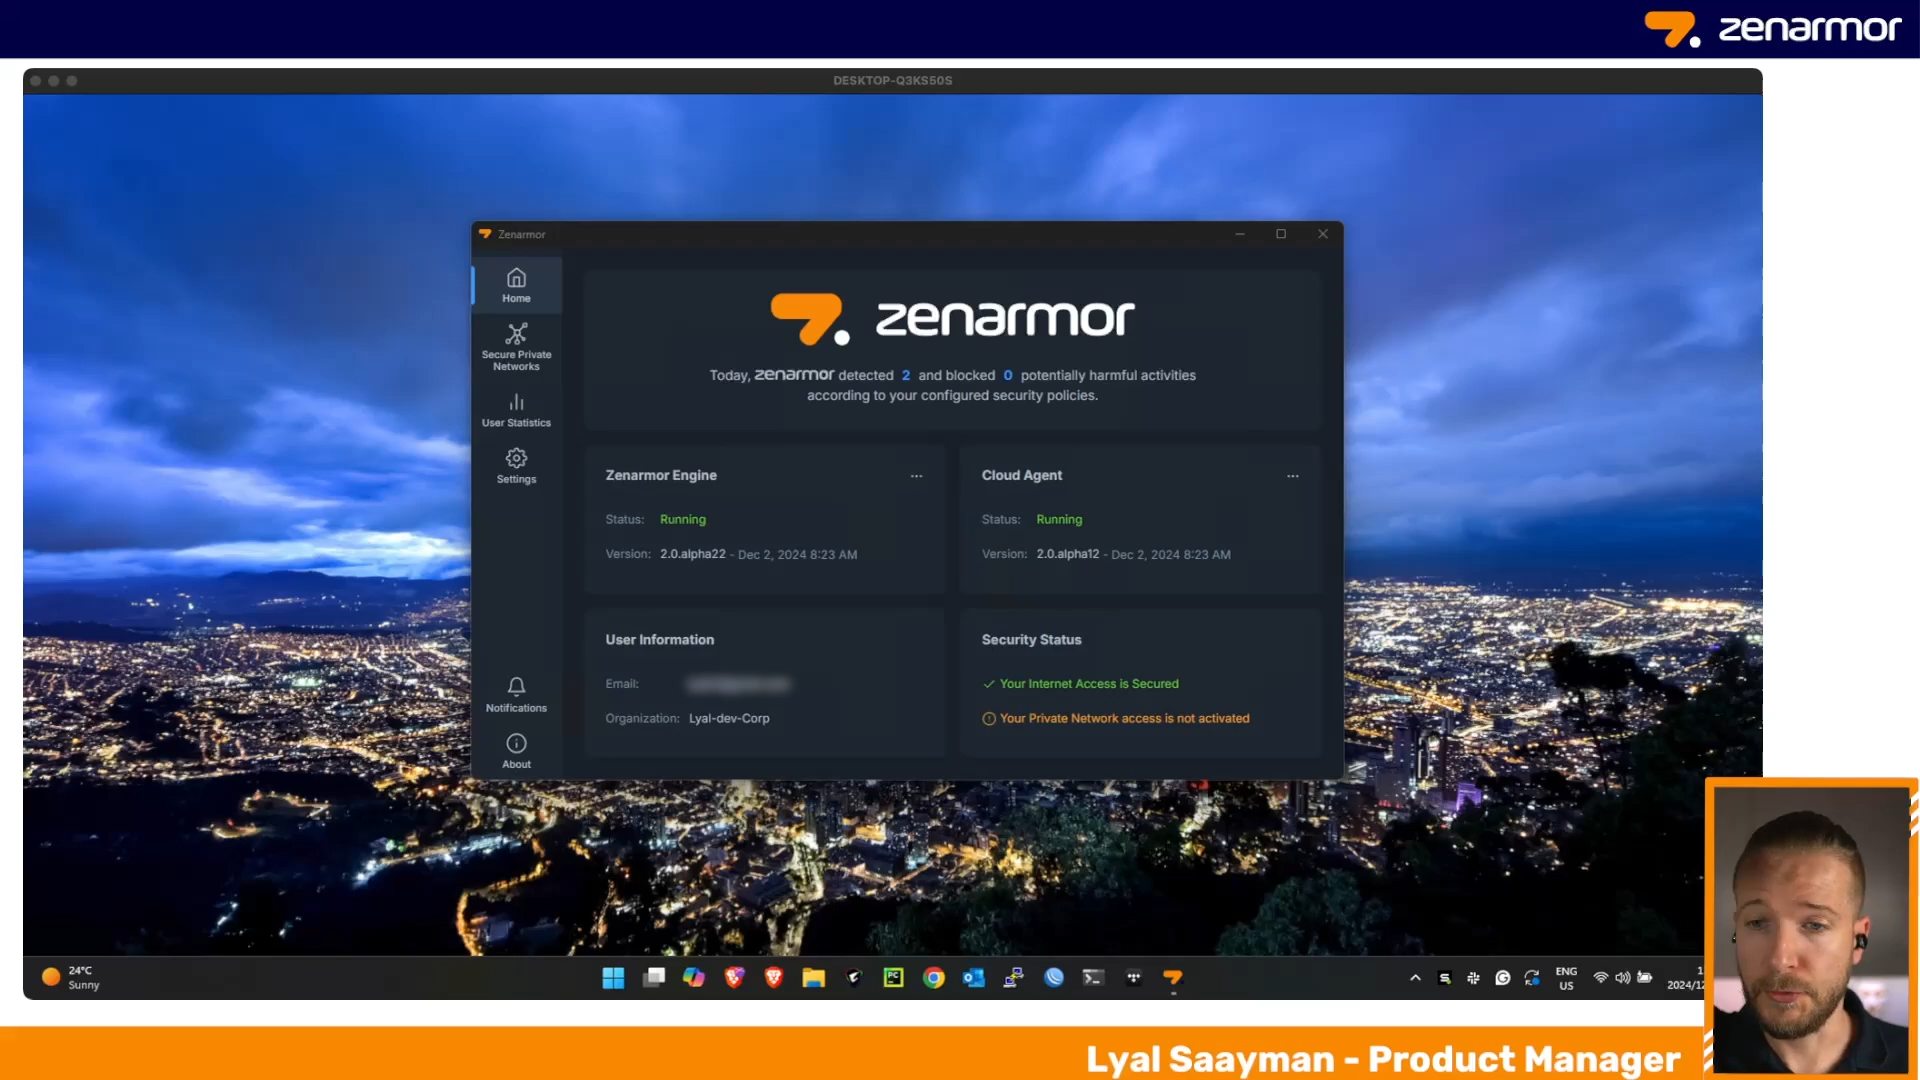 zenarmor
DESKTOP-Q3KS50S
Zenarmor
Home
Secure Private
Networks
User Statistics
Settings
Notifications
About
zenarmor
Today, zenarmor detected 2 and blocked 0 potentially harmful activities
according to your configured security policies.
Zenarmor Engine
Status: Running
Version: 2.0.alpha22 - Dec 2, 2024 8:23 AM
Cloud Agent
Status: Running
Version: 2.0.alpha12 - Dec 2, 2024 8:23 AM
User Information
Email:
Organization: Lyal-dev-Corp
Security Status
Your Internet Access is Secured
Your Private Network access is not activated
24°C
Sunny
PC
ENG
US
2024/12
Lyal Saayman - Product Manager